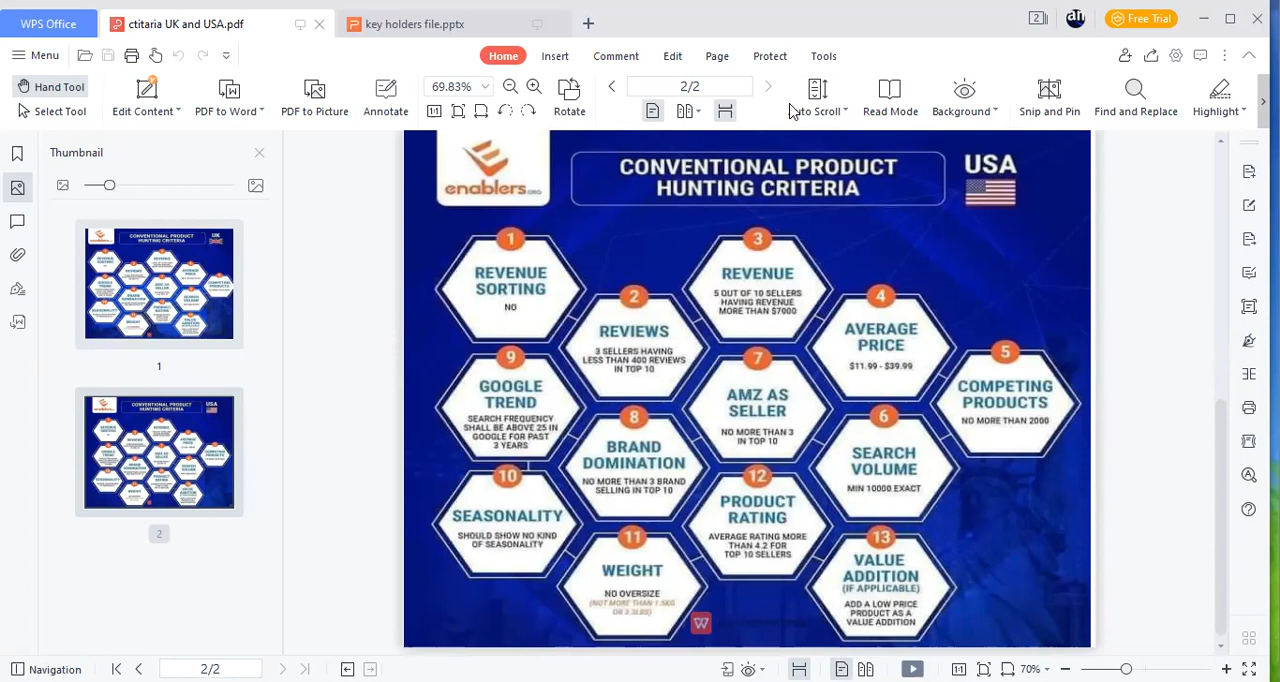 WPS Office
ctitaria UK and USA.pdf
key holders file.pptx
Free Trial
Menu
Home
Insert
Comment
Edit
Page
Protect
Tools
Hand Tool
Select Tool
Edit Content
PDF to Word
PDF to Picture
Annotate
69.83%
Rotate
2/2
Auto Scroll
Read Mode
Background
Snip and Pin
Find and Replace
Highlight
Thumbnail
1
2
enablers
CONVENTIONAL PRODUCT
HUNTING CRITERIA
USA
1
REVENUE
SORTING
NO
2
REVIEWS
3 SELLERS HAVING
LESS THAN 400 REVIEWS
IN TOP 10
3
REVENUE
5 OUT OF 10 SELLERS
HAVING REVENUE
MORE THAN $7000
4
AVERAGE
PRICE
$11.99 - $39.99
5
COMPETING
PRODUCTS
NO MORE THAN 2000
6
SEARCH
VOLUME
MIN 10000 EXACT
7
AMZ AS
SELLER
NO MORE THAN 3
IN TOP 10
8
BRAND
DOMINATION
NO MORE THAN 3 BRAND
SELLING IN TOP 10
9
GOOGLE
TREND
SEARCH FREQUENCY
SHALL BE ABOVE 25 IN
GOOGLE FOR PAST
3 YEARS
10
SEASONALITY
SHOULD SHOW NO KIND
OF SEASONALITY
11
WEIGHT
NO OVERSIZE
(NOT MORE THAN 1.5KG
OR 3.3LBS)
12
PRODUCT
RATING
AVERAGE RATING MORE
THAN 4.2 FOR
TOP 10 SELLERS
13
VALUE
ADDITION
(IF APPLICABLE)
ADD A LOW PRICE
PRODUCT AS A
VALUE ADDITION
Navigation
2/2
70%